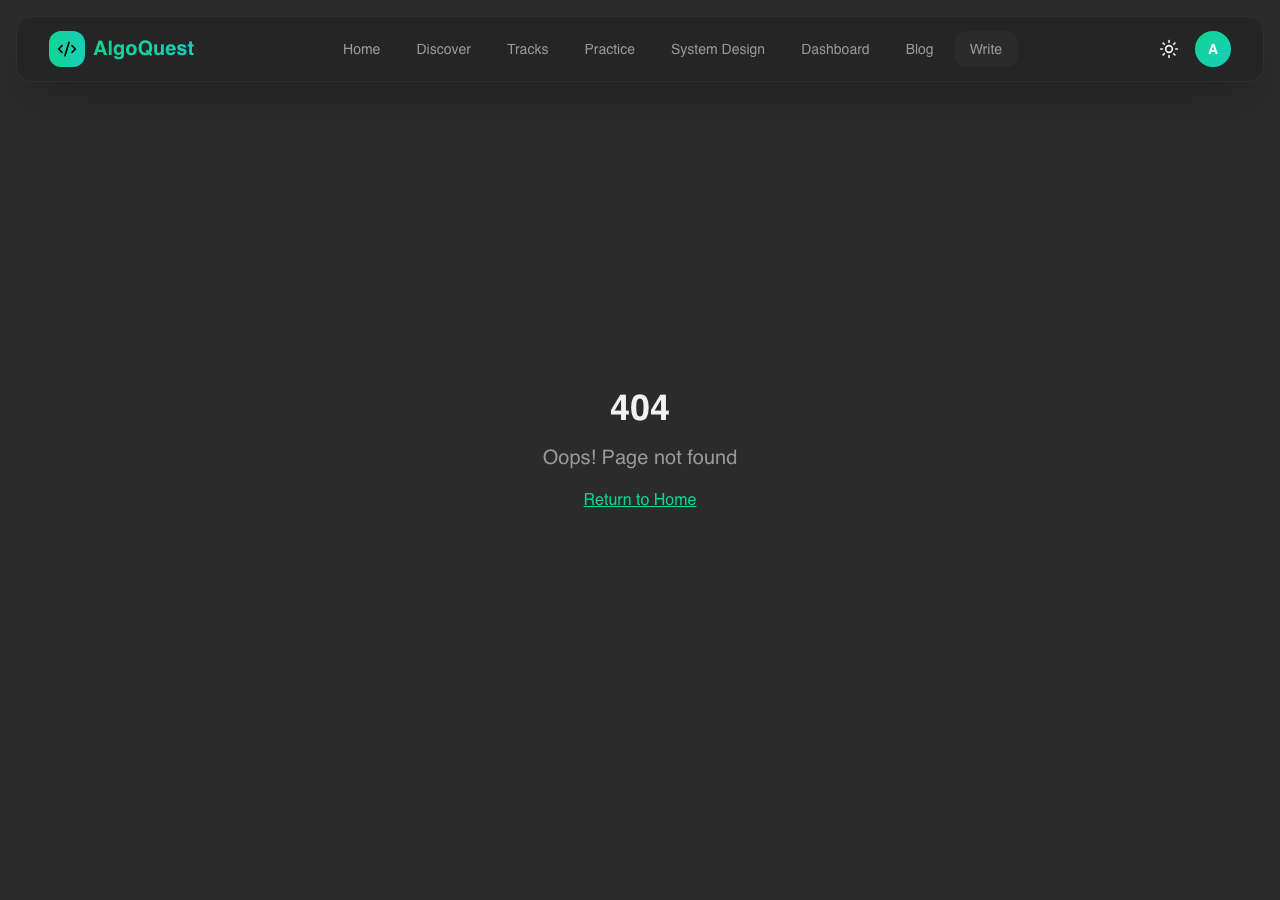 AlgoQuest
Home
Discover
Tracks
Practice
System Design
Dashboard
Blog
Write
A
404
Oops! Page not found
Return to Home